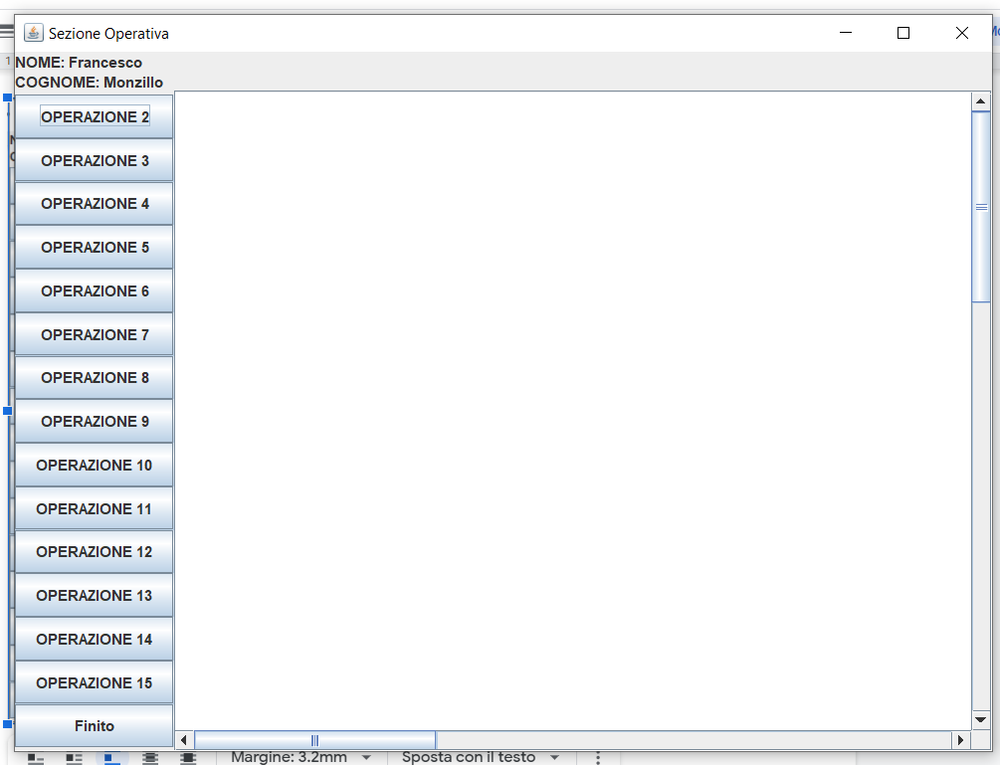 Sezione Operativa
NOME: Francesco
COGNOME: Monzillo
OPERAZIONE 2
OPERAZIONE 3
OPERAZIONE 4
OPERAZIONE 5
OPERAZIONE 6
OPERAZIONE 7
OPERAZIONE 8
OPERAZIONE 9
OPERAZIONE 10
OPERAZIONE 11
OPERAZIONE 12
OPERAZIONE 13
OPERAZIONE 14
OPERAZIONE 15
Finito
Margine: 3.2mm
Sposta con il testo